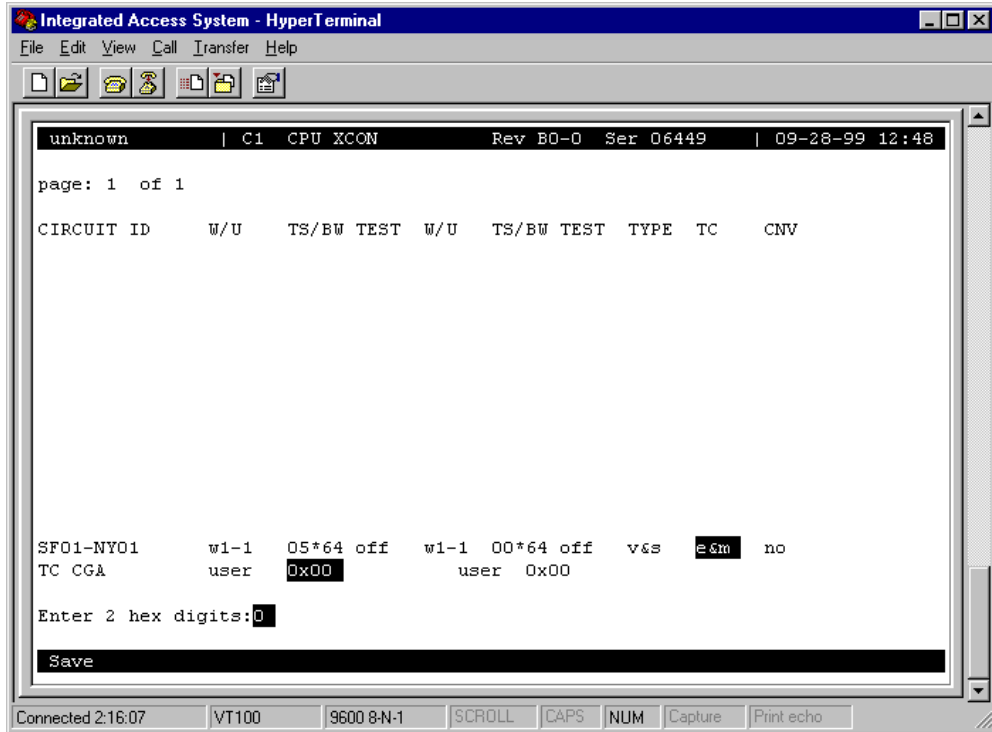 Integrated Access System - HyperTerminal
File Edit View Call Transfer Help
unknown | C1 CPU XCON Rev B0-0 Ser 06449 | 09-28-99 12:48
page: 1 of 1
CIRCUIT ID W/U TS/BW TEST W/U TS/BW TEST TYPE TC CNV
SF01-NY01 w1-1 05*64 off w1-1 00*64 off v&s e&m no
TC CGA user 0x00 user 0x00
Enter 2 hex digits:0
Save
Connected 2:16:07 VT100 9600 8-N-1 SCROLL CAPS NUM Capture Print echo